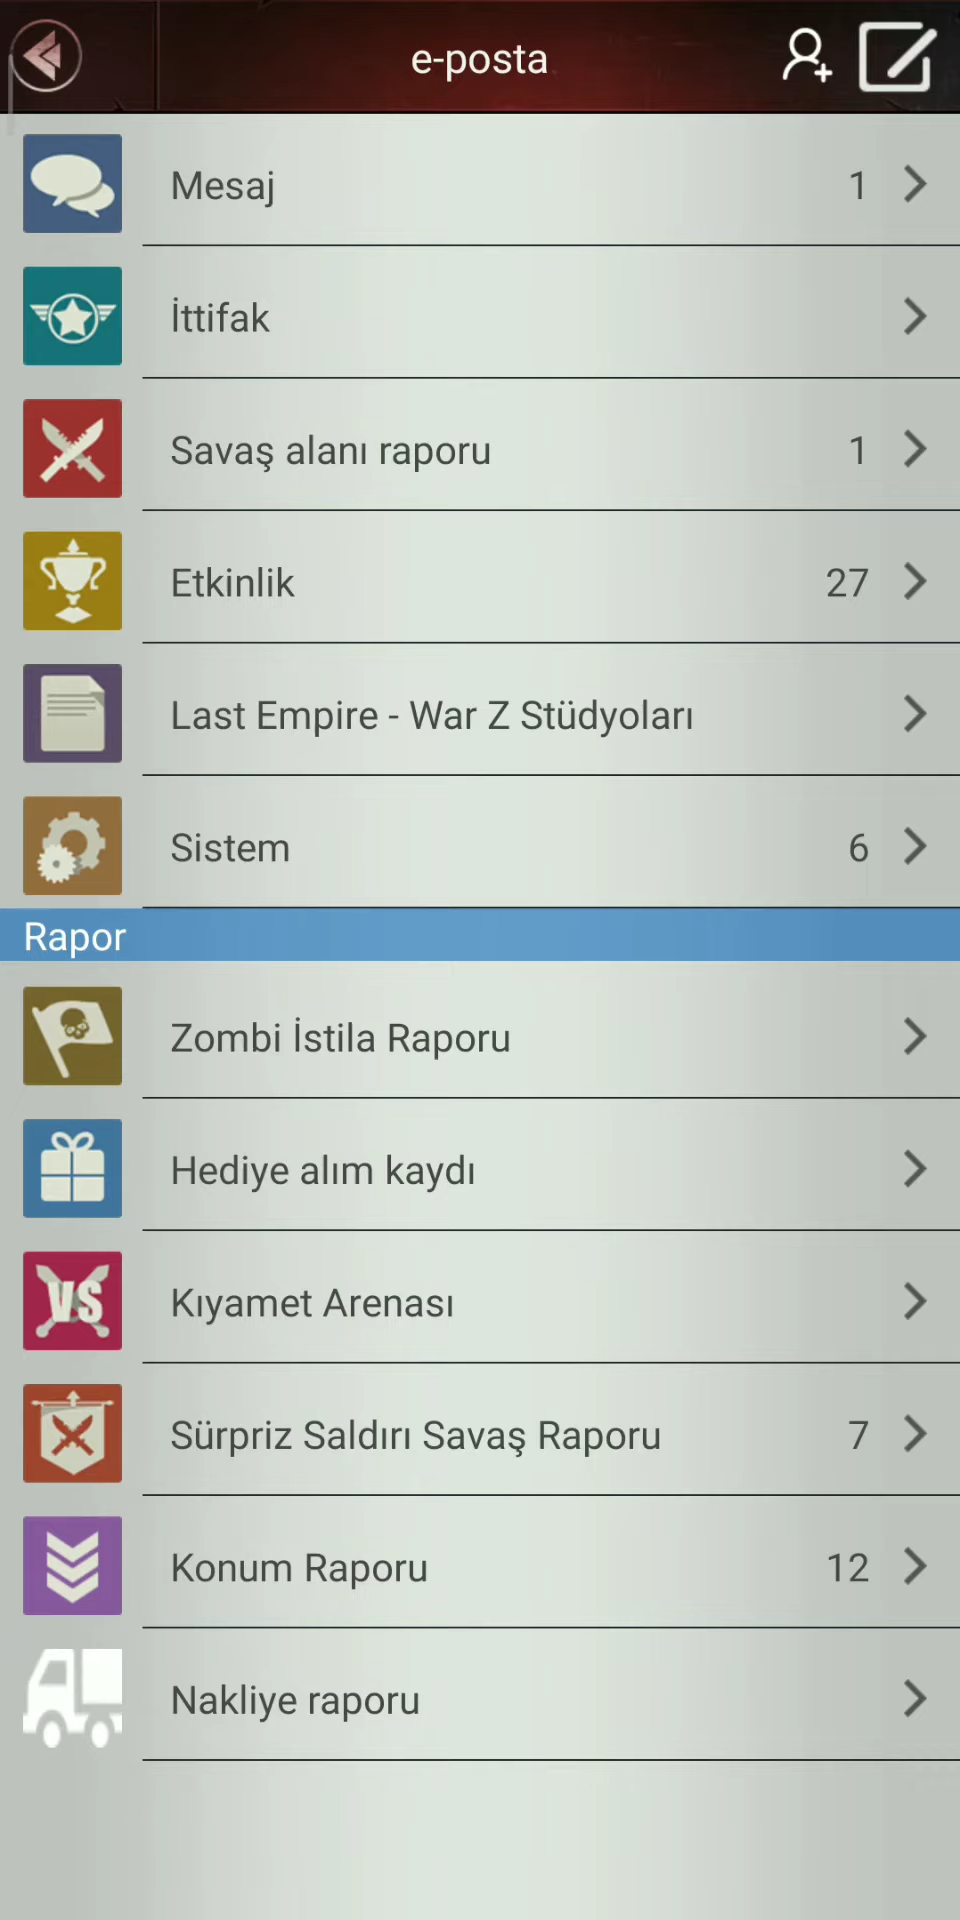 e-posta
Mesaj 1
İttifak
Savaş alanı raporu 1
Etkinlik 27
Last Empire - War Z Stüdyoları
Sistem 6
Rapor
Zombi İstila Raporu
Hediye alım kaydı
VS
Kıyamet Arenası
Sürpriz Saldırı Savaş Raporu 7
Konum Raporu 12
Nakliye raporu